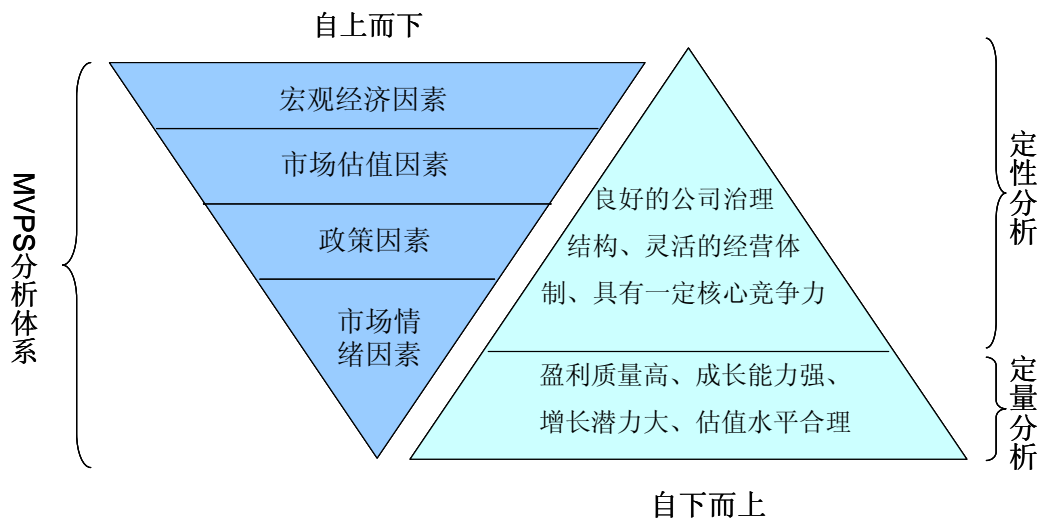 自上而下
MVPS分析体系
宏观经济因素
市场估值因素
政策因素
市场情
绪因素
良好的公司治理
结构、灵活的经营体
制、具有一定核心竞争力
盈利质量高、成长能力强、
增长潜力大、估值水平合理
定性分析
定量分析
自下而上